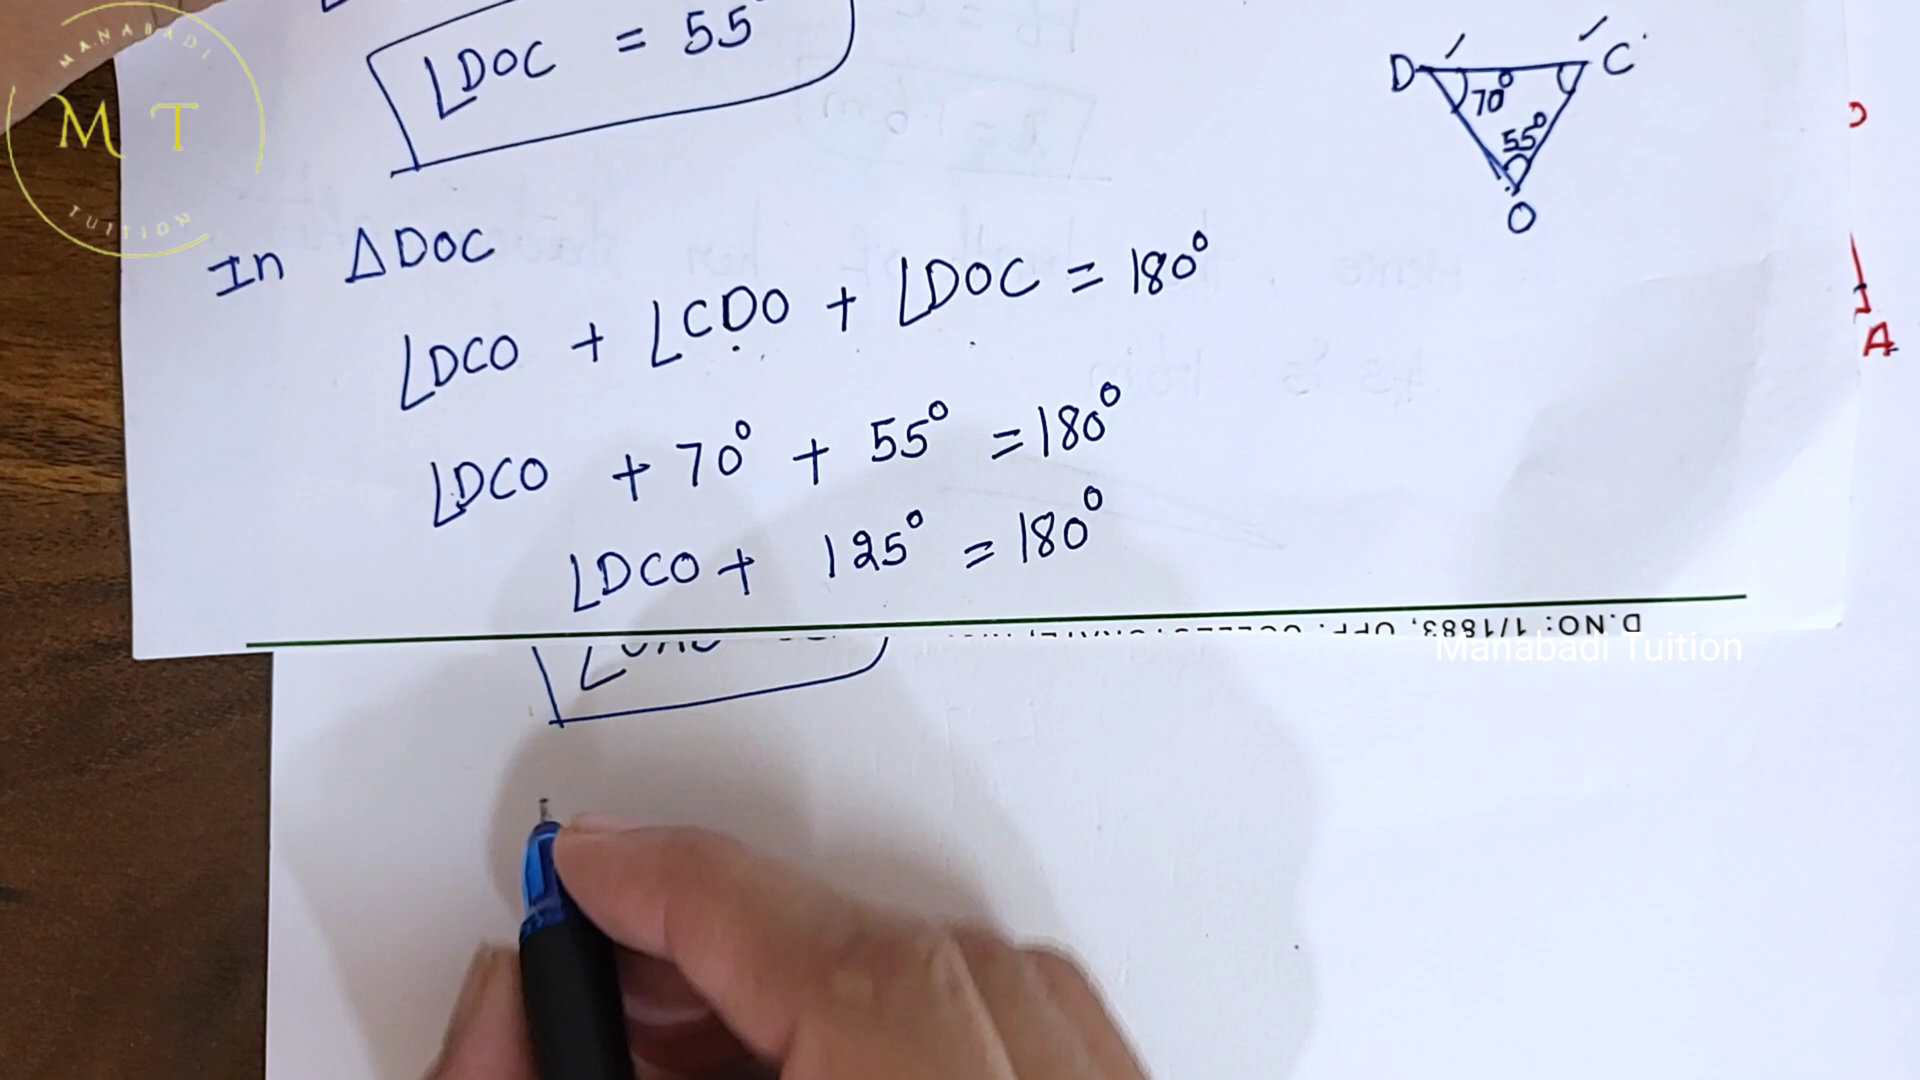 MANABADI
M T
TUITION
∠DOC = 55°
D C
70°
55°
O
In ΔDOC
∠DCO + ∠CDO + ∠DOC = 180°
∠DCO + 70° + 55° = 180°
∠DCO + 125° = 180°
A
D.NO: 1/1883, OPP.
Manabadi Tuition